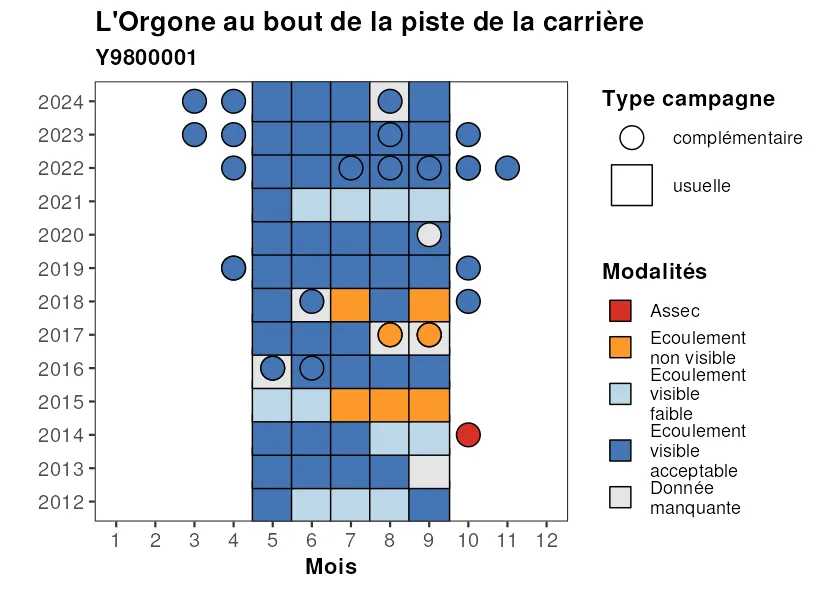 L'Orgone au bout de la piste de la carrière
Y9800001
2024
2023
2022
2021
2020
2019
2018
2017
2016
2015
2014
2013
2012
1 2 3 4 5 6 7 8 9 10 11 12
Mois
Type campagne
complémentaire
usuelle
Modalités
Assec
Ecoulement
non visible
Ecoulement
visible
faible
Ecoulement
visible
acceptable
Donnée
manquante